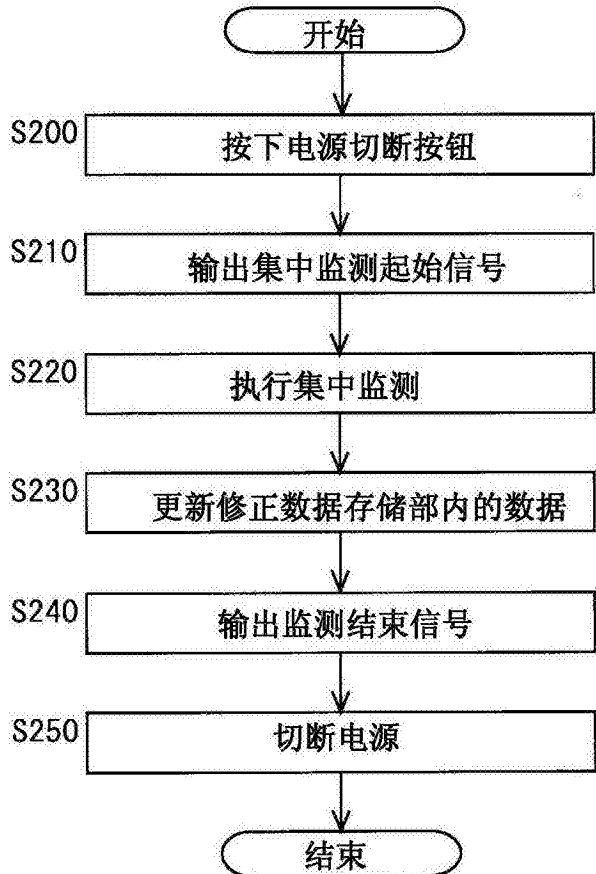 开始
S200
按下电源切断按钮
S210
输出集中监测起始信号
S220
执行集中监测
S230
更新修正数据存储部内的数据
S240
输出监测结束信号
S250
切断电源
结束